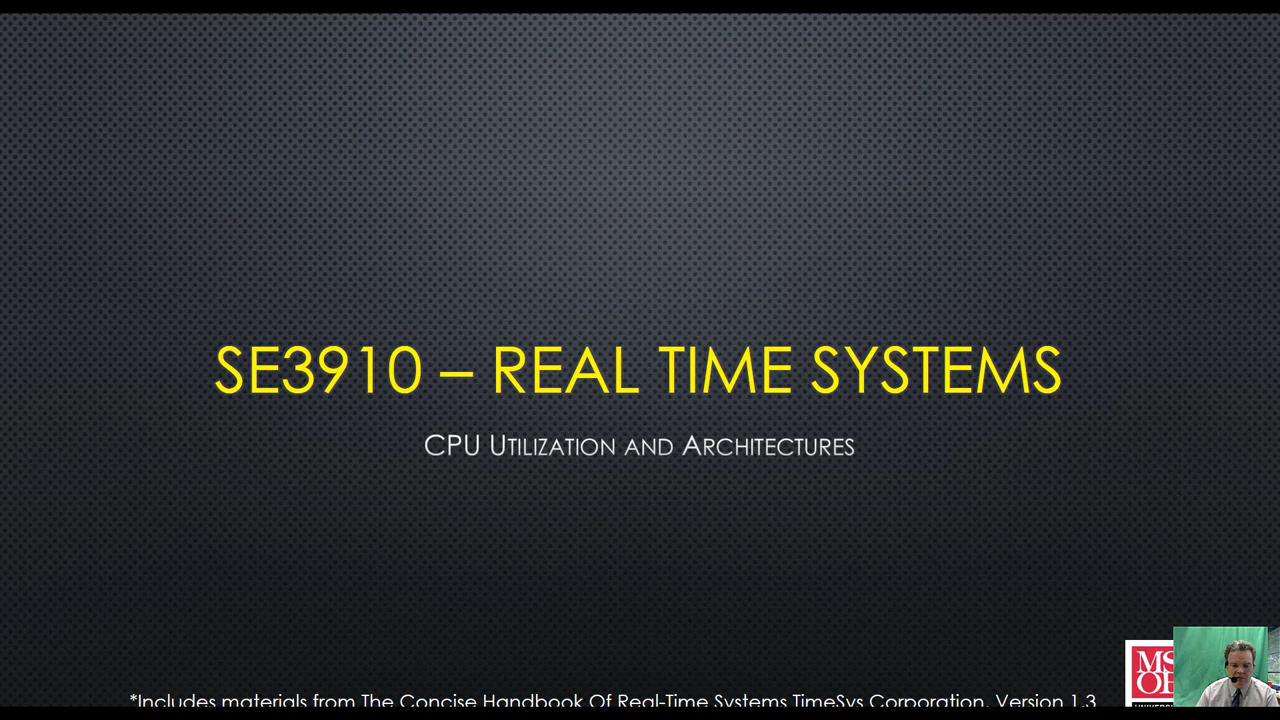 SE3910 – REAL TIME SYSTEMS
CPU UTILIZATION AND ARCHITECTURES
*Includes materials from The Concise Handbook Of Real-Time Systems TimeSys Corporation, Version 1.3